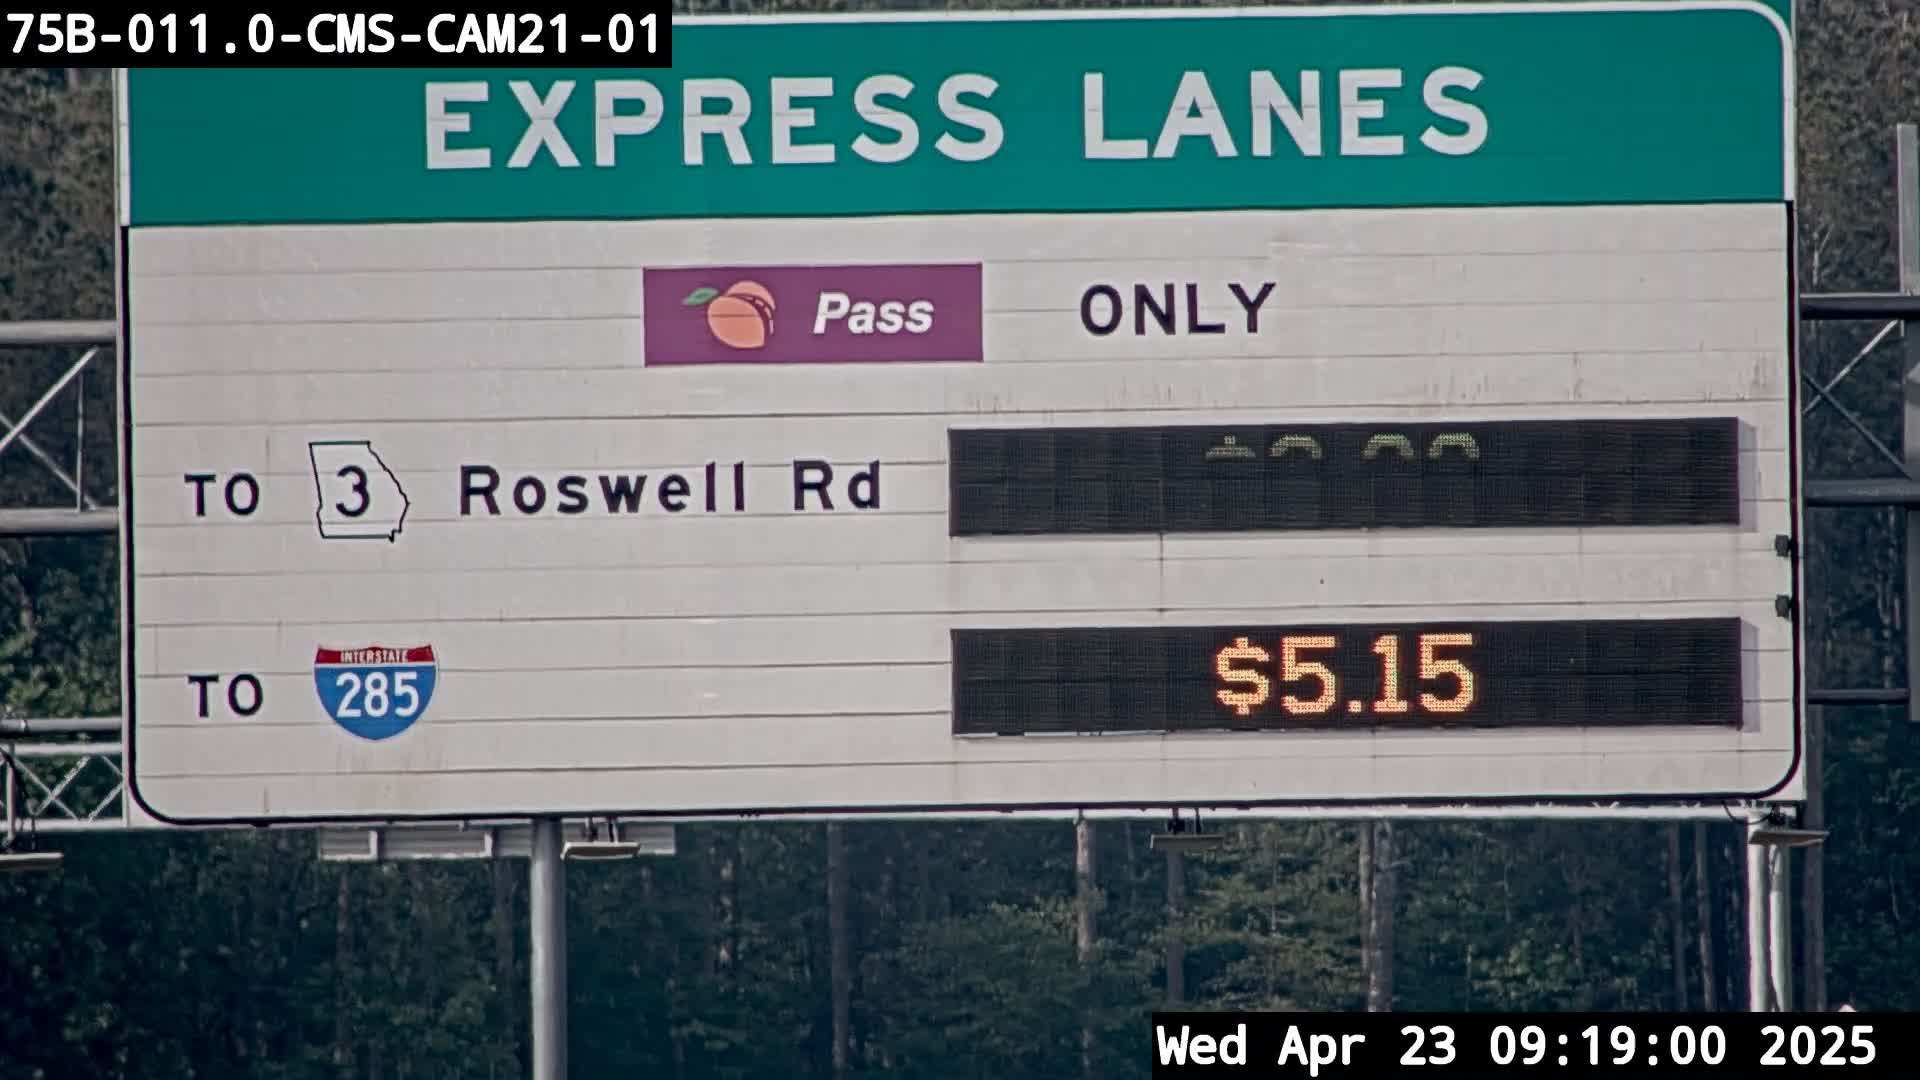 75B-011.0-CMS-CAM21-01
EXPRESS LANES
Pass ONLY
TO 3 Roswell Rd
TO INTERSTATE 285 $5.15
Wed Apr 23 09:19:00 2025